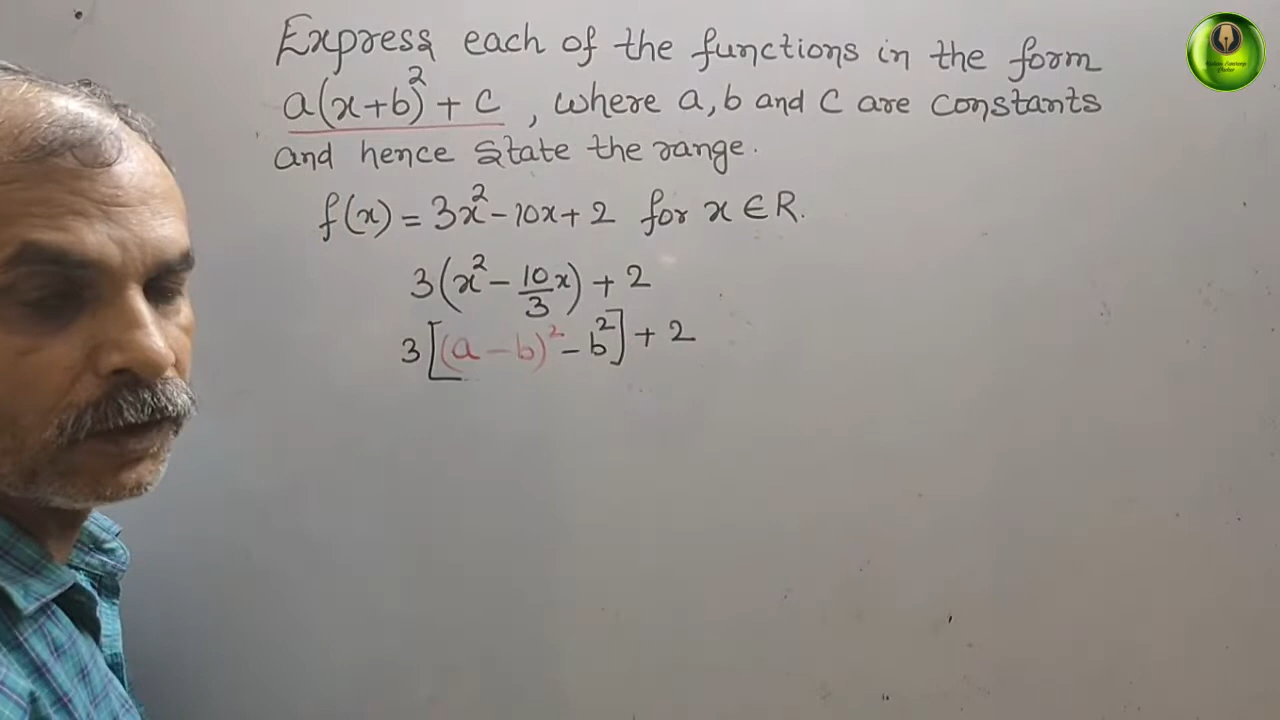 Express each of the functions in the form
a(x+b)² + c , where a, b and c are constants
and hence state the range.
f(x) = 3x² - 10x + 2 for x ∈ R.
3(x² - 10/3 x) + 2
3[(a - b)² - b²] + 2